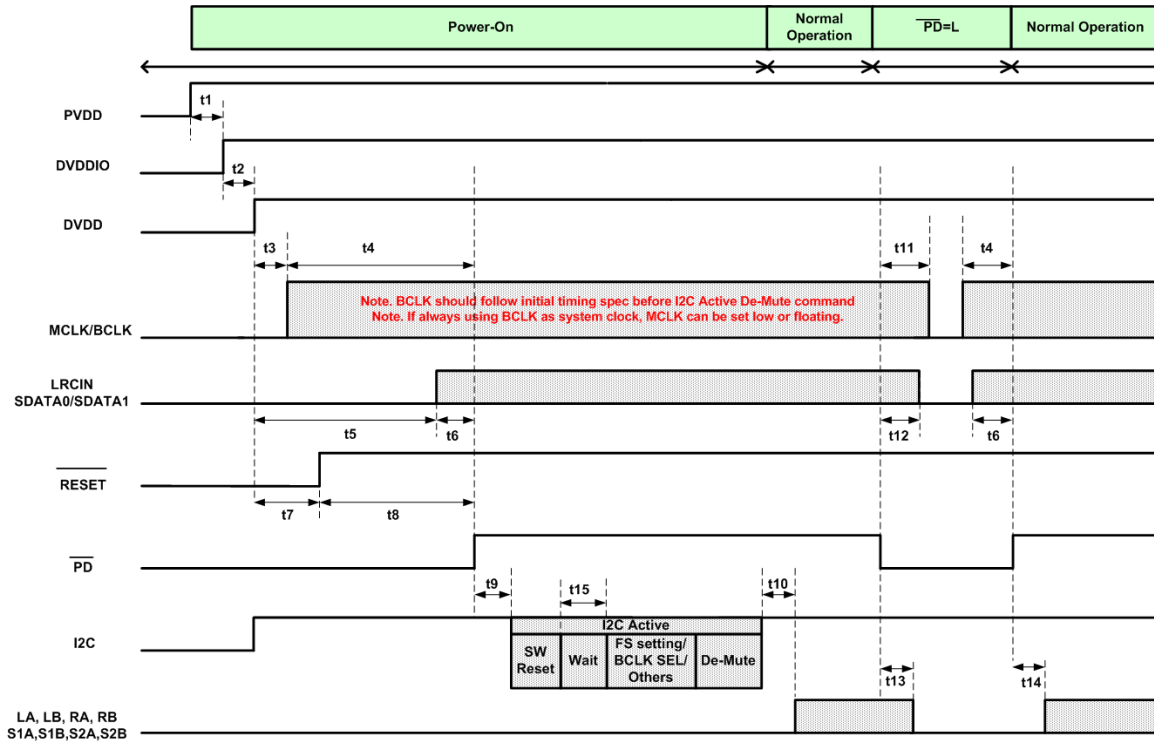 Power-On
Normal
Operation
PD=L
Normal Operation
t1
PVDD
DVDDIO
t2
DVDD
t3
t4
t11
t4
Note. BCLK should follow initial timing spec before I2C Active De-Mute command
Note. If always using BCLK as system clock, MCLK can be set low or floating.
MCLK/BCLK
LRCIN
SDATA0/SDATA1
t5
t6
t12
t6
RESET
t7
t8
PD
t9
t15
t10
I2C
I2C Active
SW
Reset
Wait
FS setting/
BCLK SEL/
Others
De-Mute
t13
t14
LA, LB, RA, RB
S1A,S1B,S2A,S2B